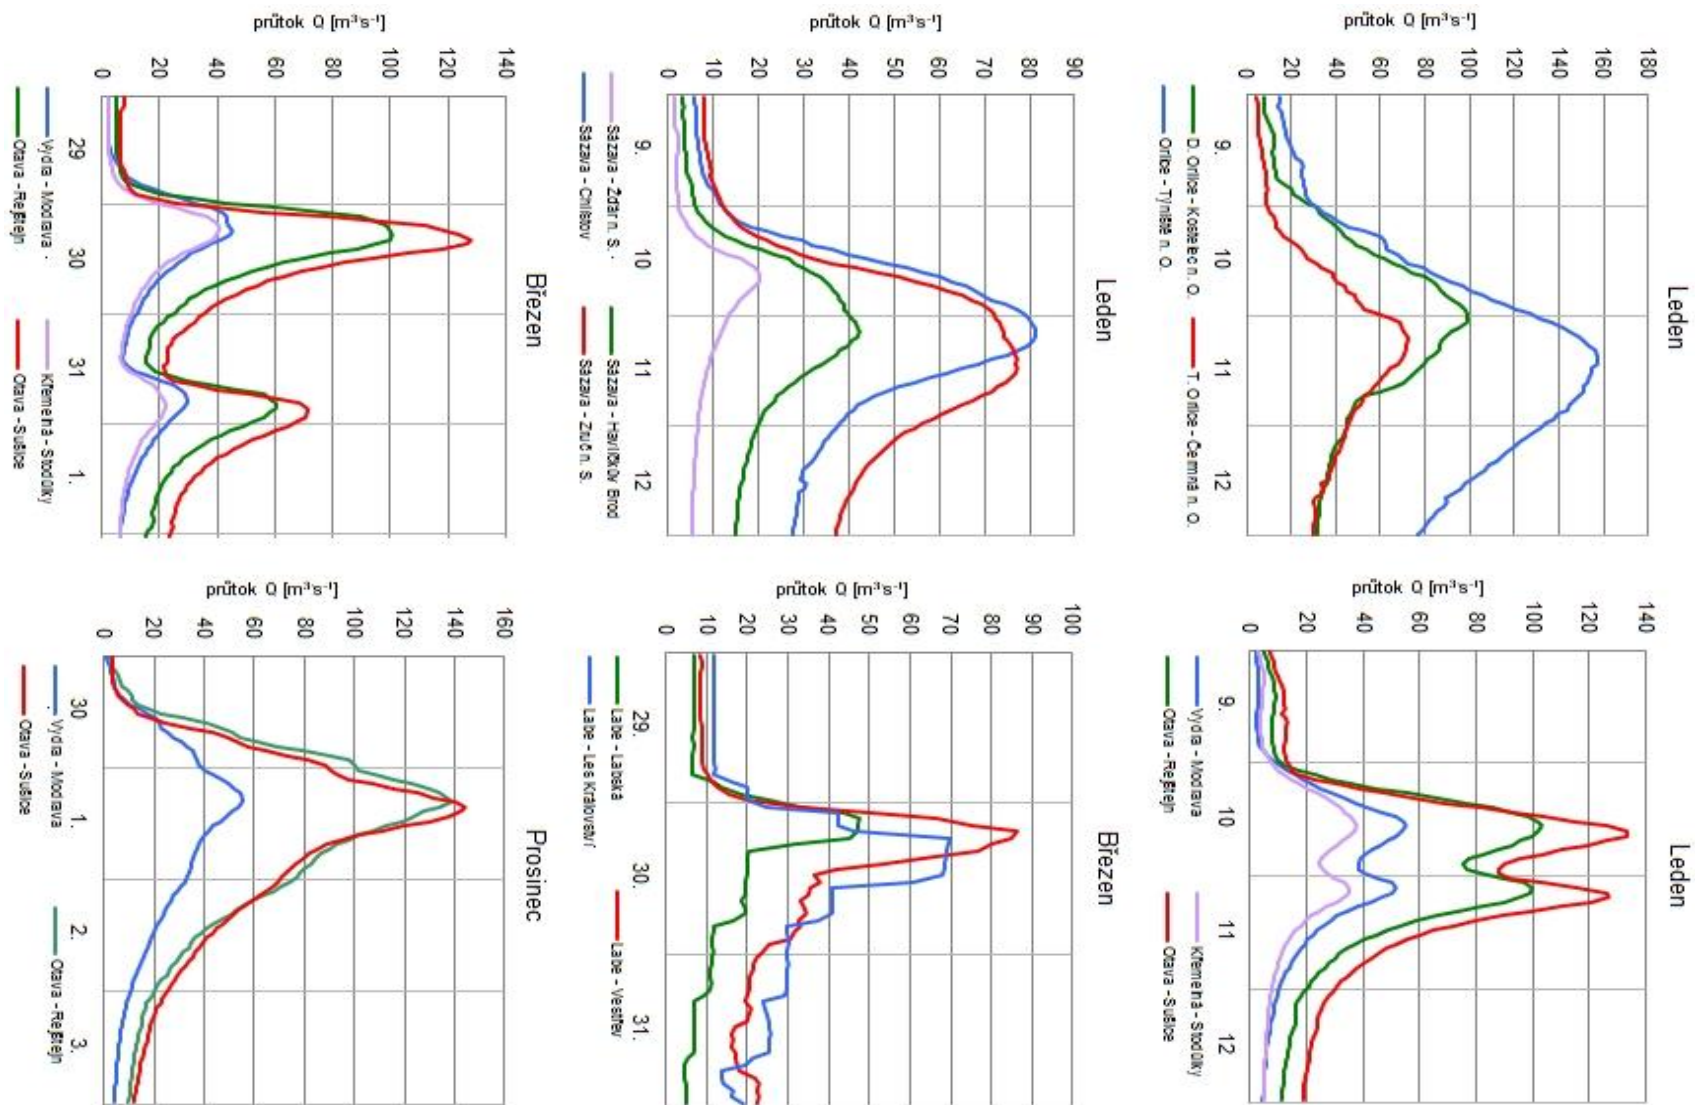 Leden
průtok Q [m³s⁻¹]
180
160
140
120
100
80
60
40
20
0
9.
10
11
12
D. Orlice - Kostelec n. O.
T. Orlice - Čermná n. O.
Orlice - Týniště n. O.
Leden
průtok Q [m³s⁻¹]
140
120
100
80
60
40
20
0
9.
10
11
12
Vydra - Modrava
Křemelná - Stodůlky
Otava - Rejštejn
Otava - Sušice
Leden
průtok Q [m³s⁻¹]
90
80
70
60
50
40
30
20
10
0
9.
10
11
12
Sázava - Žďár n. S. .
Sázava - Havlíčkův Brod
Sázava - Chlístov
Sázava - Zruč n. S.
Březen
průtok Q [m³s⁻¹]
100
90
80
70
60
50
40
30
20
10
0
29.
30.
31.
Labe - Labská
Labe - Vestřev
Labe - Les Království
Březen
průtok Q [m³s⁻¹]
140
120
100
80
60
40
20
0
29
30
31
1.
Vydra - Modrava .
Křemelná - Stodůlky
Otava - Rejštejn
Otava - Sušice
Prosinec
průtok Q [m³s⁻¹]
160
140
120
100
80
60
40
20
0
30
1.
2.
3.
Vydra - Modrava
Otava - Rejštejn
Otava - Sušice